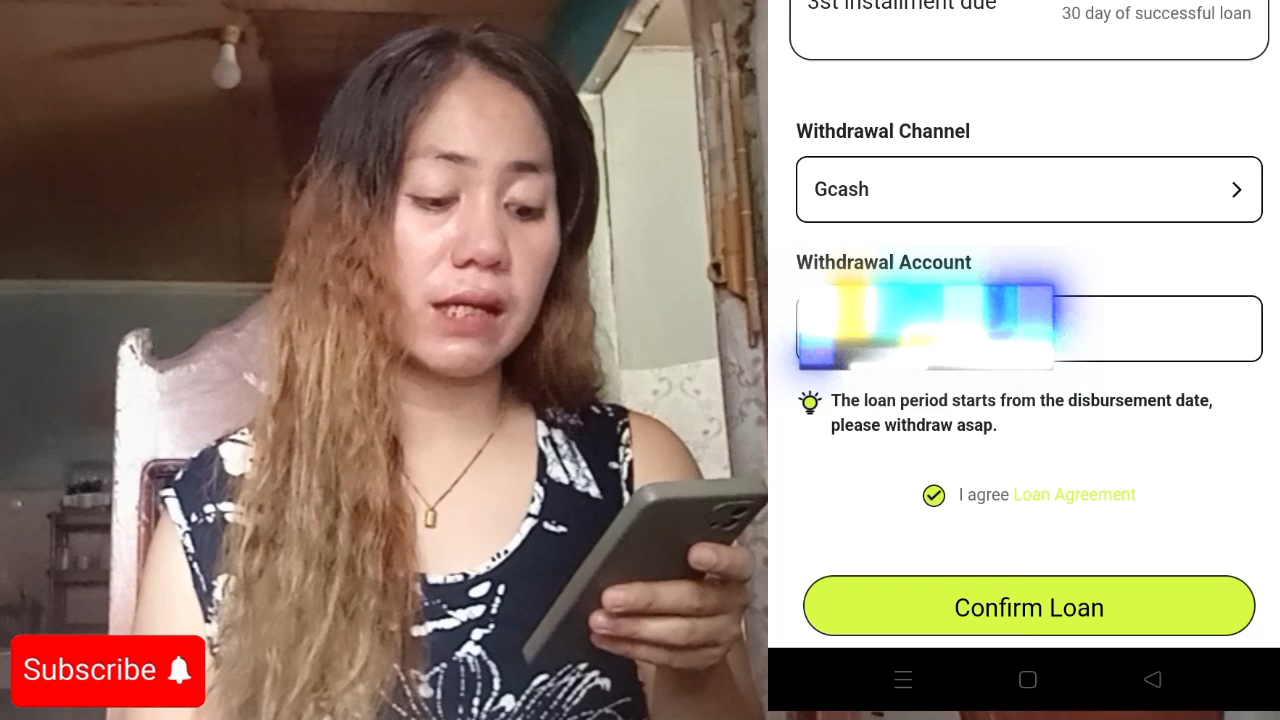 3st installment due
30 day of successful loan
Withdrawal Channel
Gcash
Withdrawal Account
The loan period starts from the disbursement date,
please withdraw asap.
I agree Loan Agreement
Confirm Loan
Subscribe